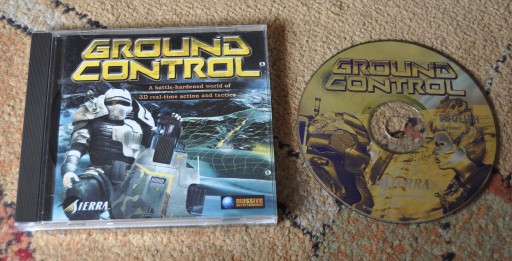 GROUND
CONTROL
A battle-hardened world of
3D real-time action and tactics
SIERRA
MASSIVE
GROUND
CONTROL
SIERRA